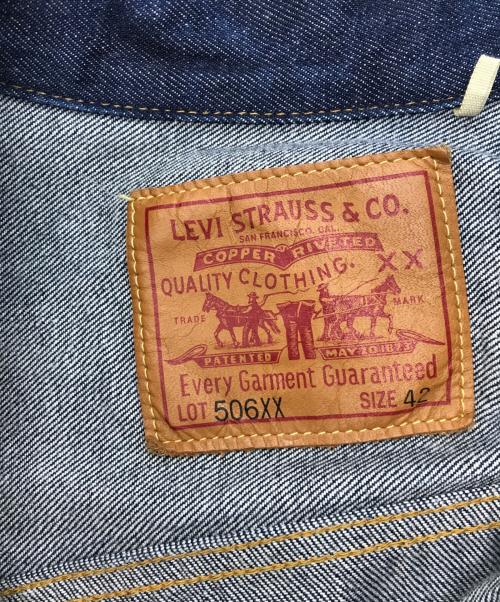 LEVI STRAUSS & CO.
SAN FRANCISCO, CAL.
COPPER RIVETED
QUALITY CLOTHING. XX
TRADE MARK
PATENTED MAY 20 1873
Every Garment Guaranteed
LOT 506XX SIZE 42